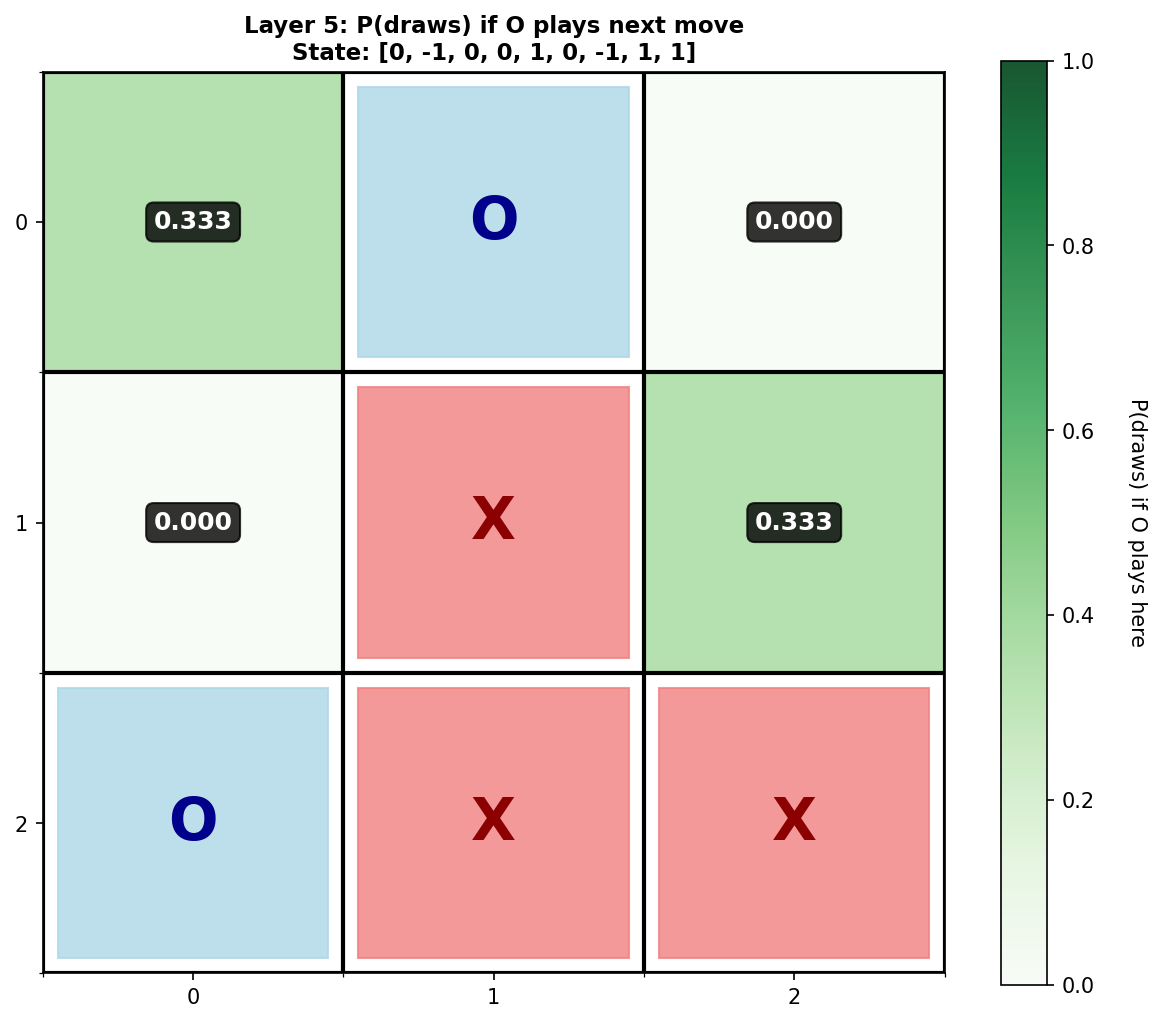 Layer 5: P(draws) if O plays next move
State: [0, -1, 0, 0, 1, 0, -1, 1, 1]
0.333
O
0.000
0.000
X
0.333
O
X
X
0
1
2
0
1
2
1.0
0.8
0.6
0.4
0.2
0.0
P(draws) if O plays here